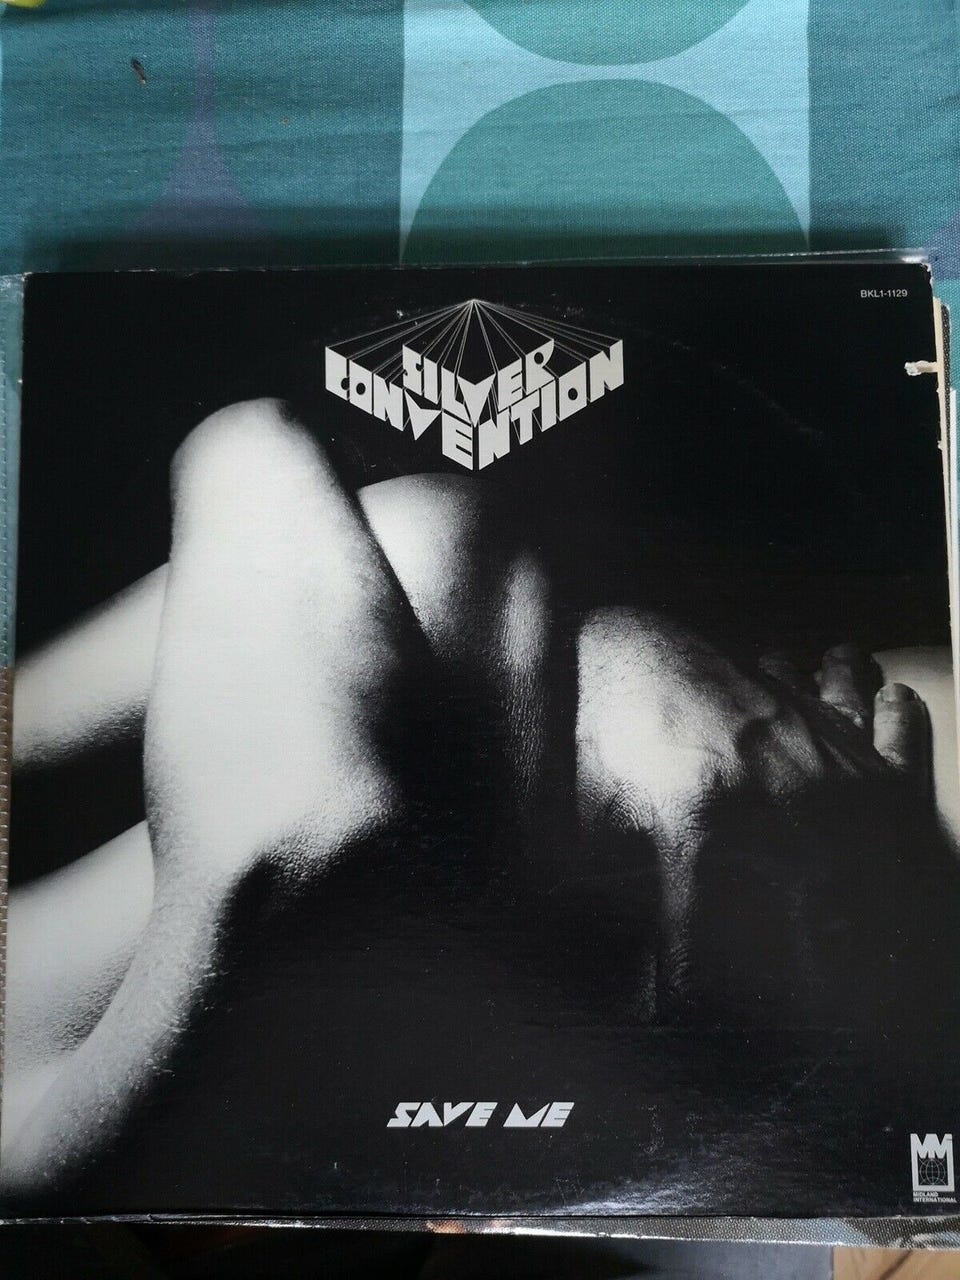 BKL1-1129
SILVER
CONVENTION
SAVE ME
MIDLAND
INTERNATIONAL